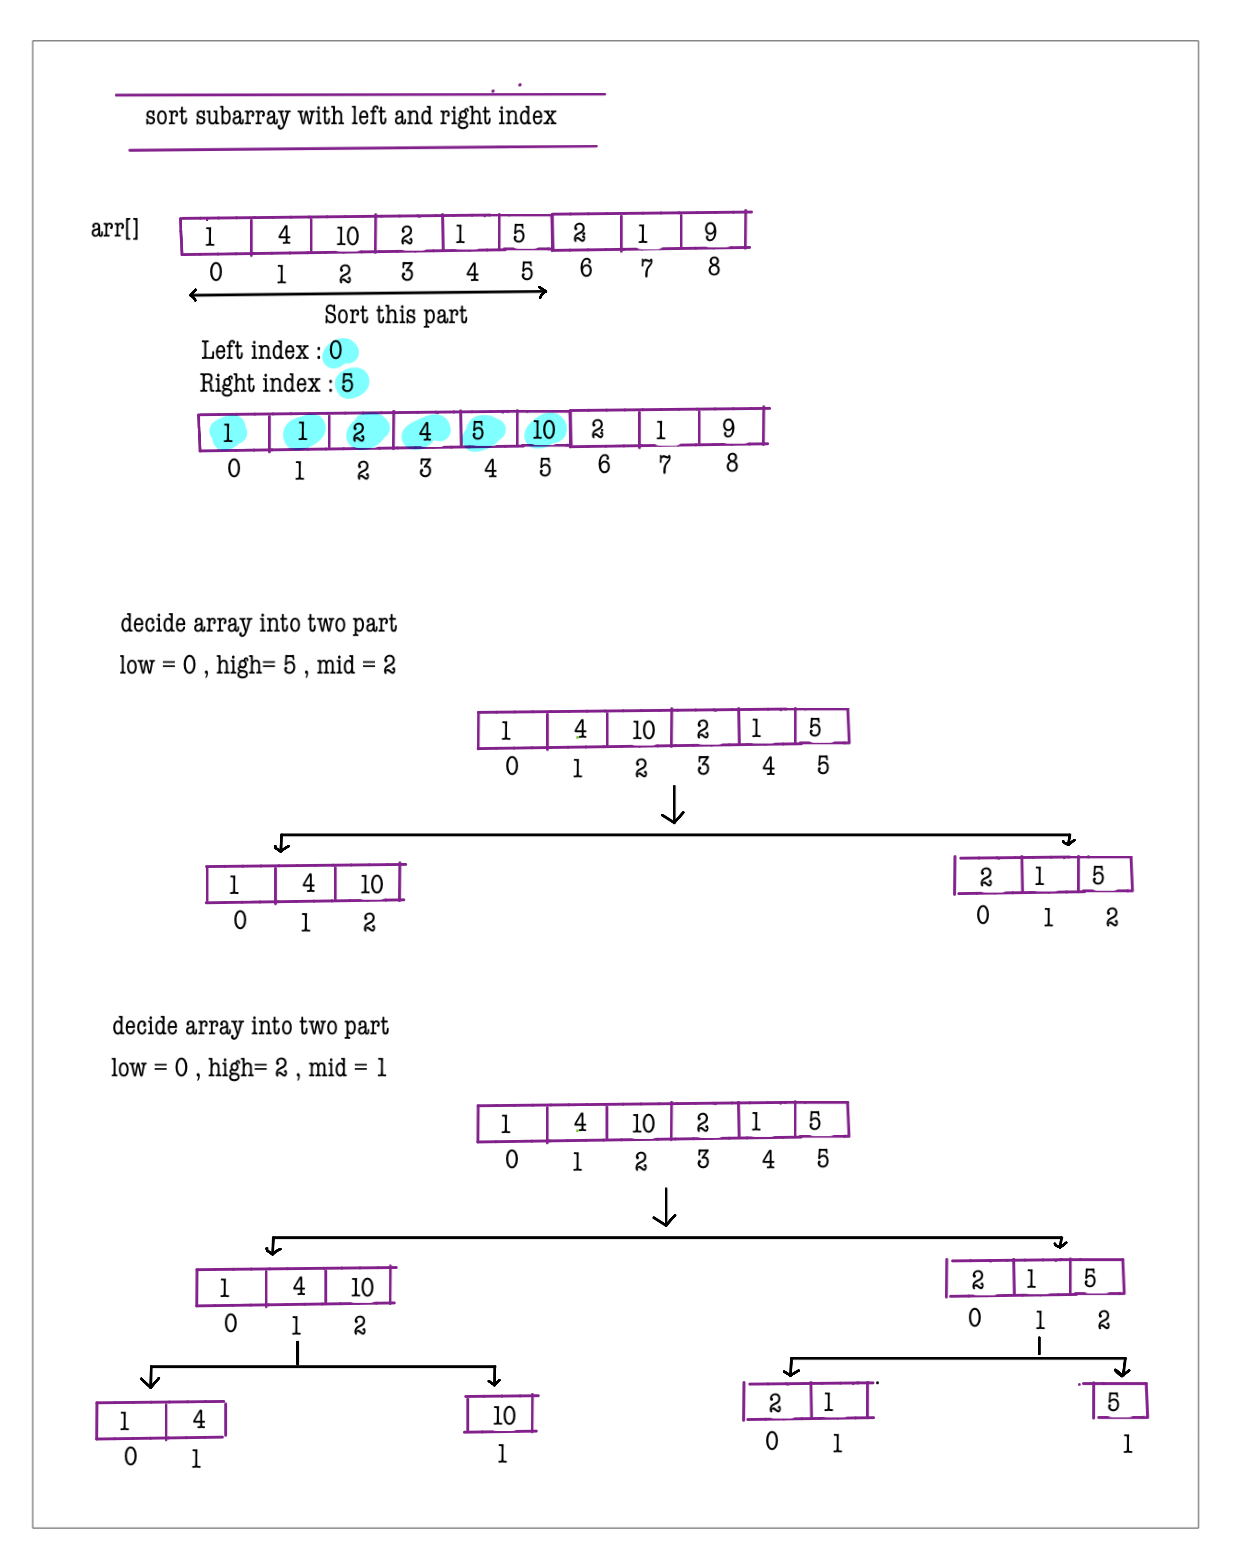 sort subarray with left and right index
arr[] 1 4 10 2 1 5 2 1 9
0 1 2 3 4 5 6 7 8
Sort this part
Left index : 0
Right index : 5
1 1 2 4 5 10 2 1 9
0 1 2 3 4 5 6 7 8
decide array into two part
low = 0 , high= 5 , mid = 2
1 4 10 2 1 5
0 1 2 3 4 5
1 4 10 2 1 5
0 1 2 0 1 2
decide array into two part
low = 0 , high= 2 , mid = 1
1 4 10 2 1 5
0 1 2 3 4 5
1 4 10 2 1 5
0 1 2 0 1 2
1 4 10 2 1 5
0 1 1 0 1 1